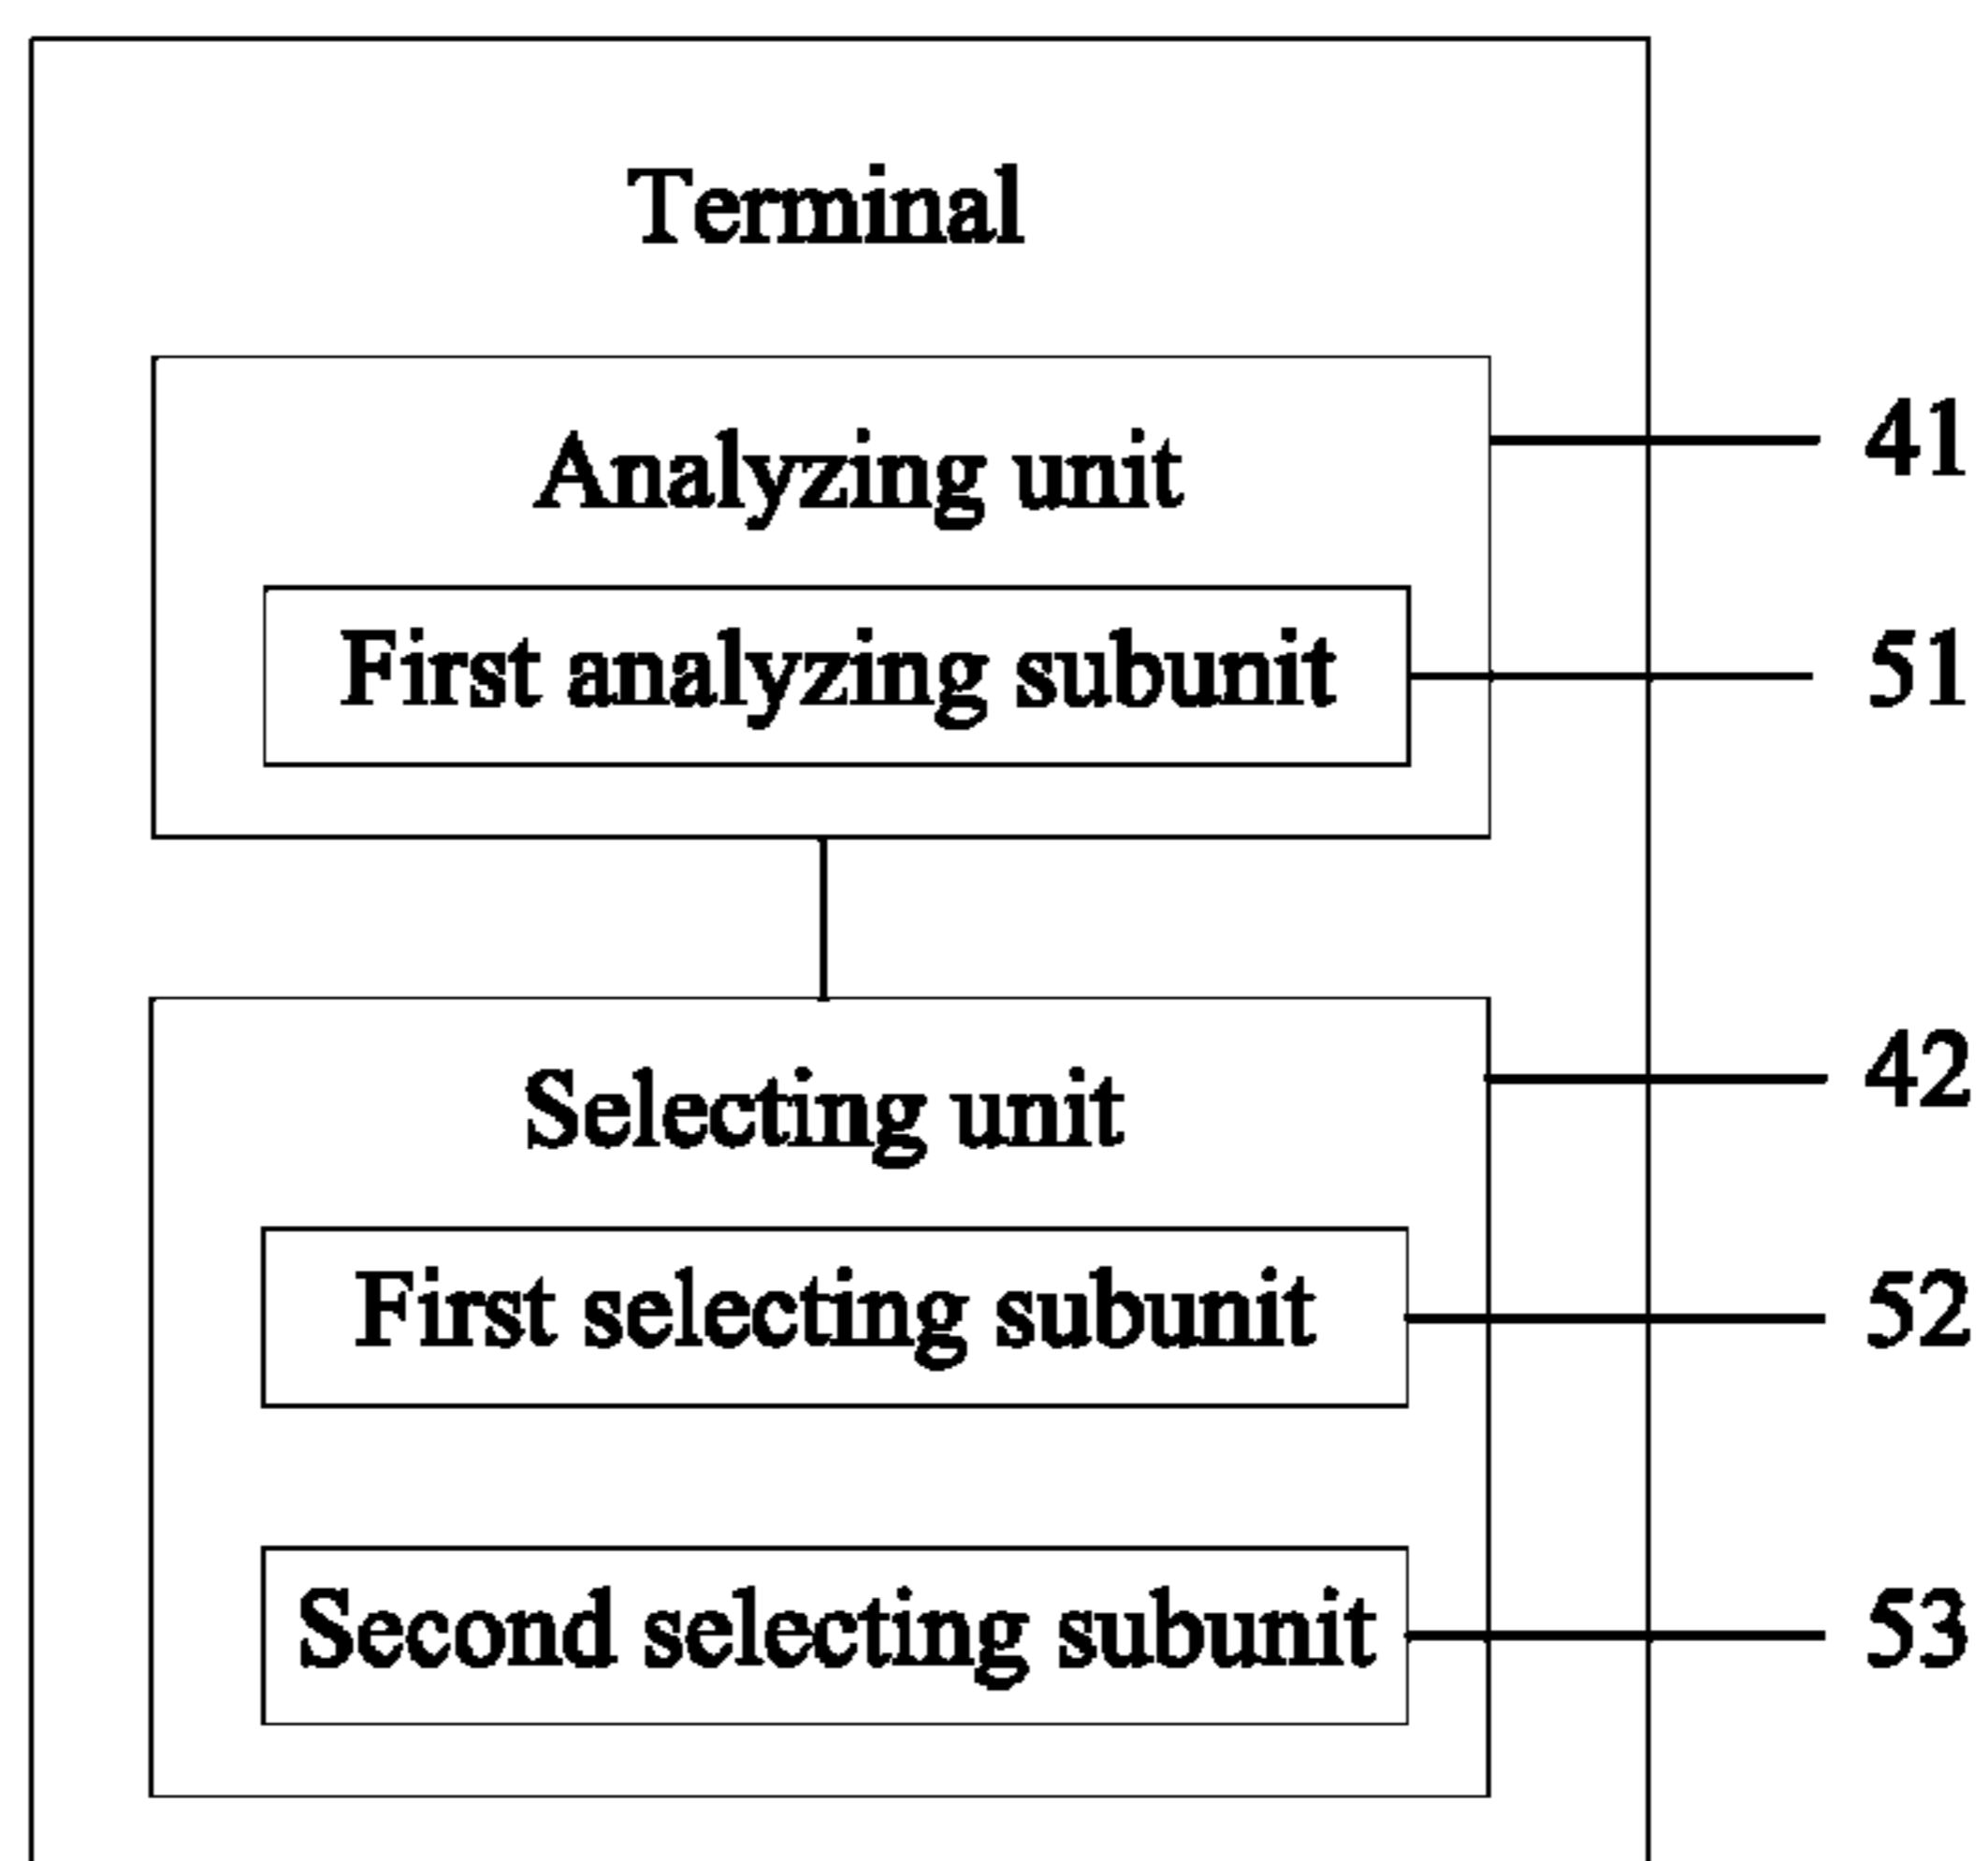 Terminal
Analyzing unit
41
First analyzing subunit
51
Selecting unit
42
First selecting subunit
52
Second selecting subunit
53